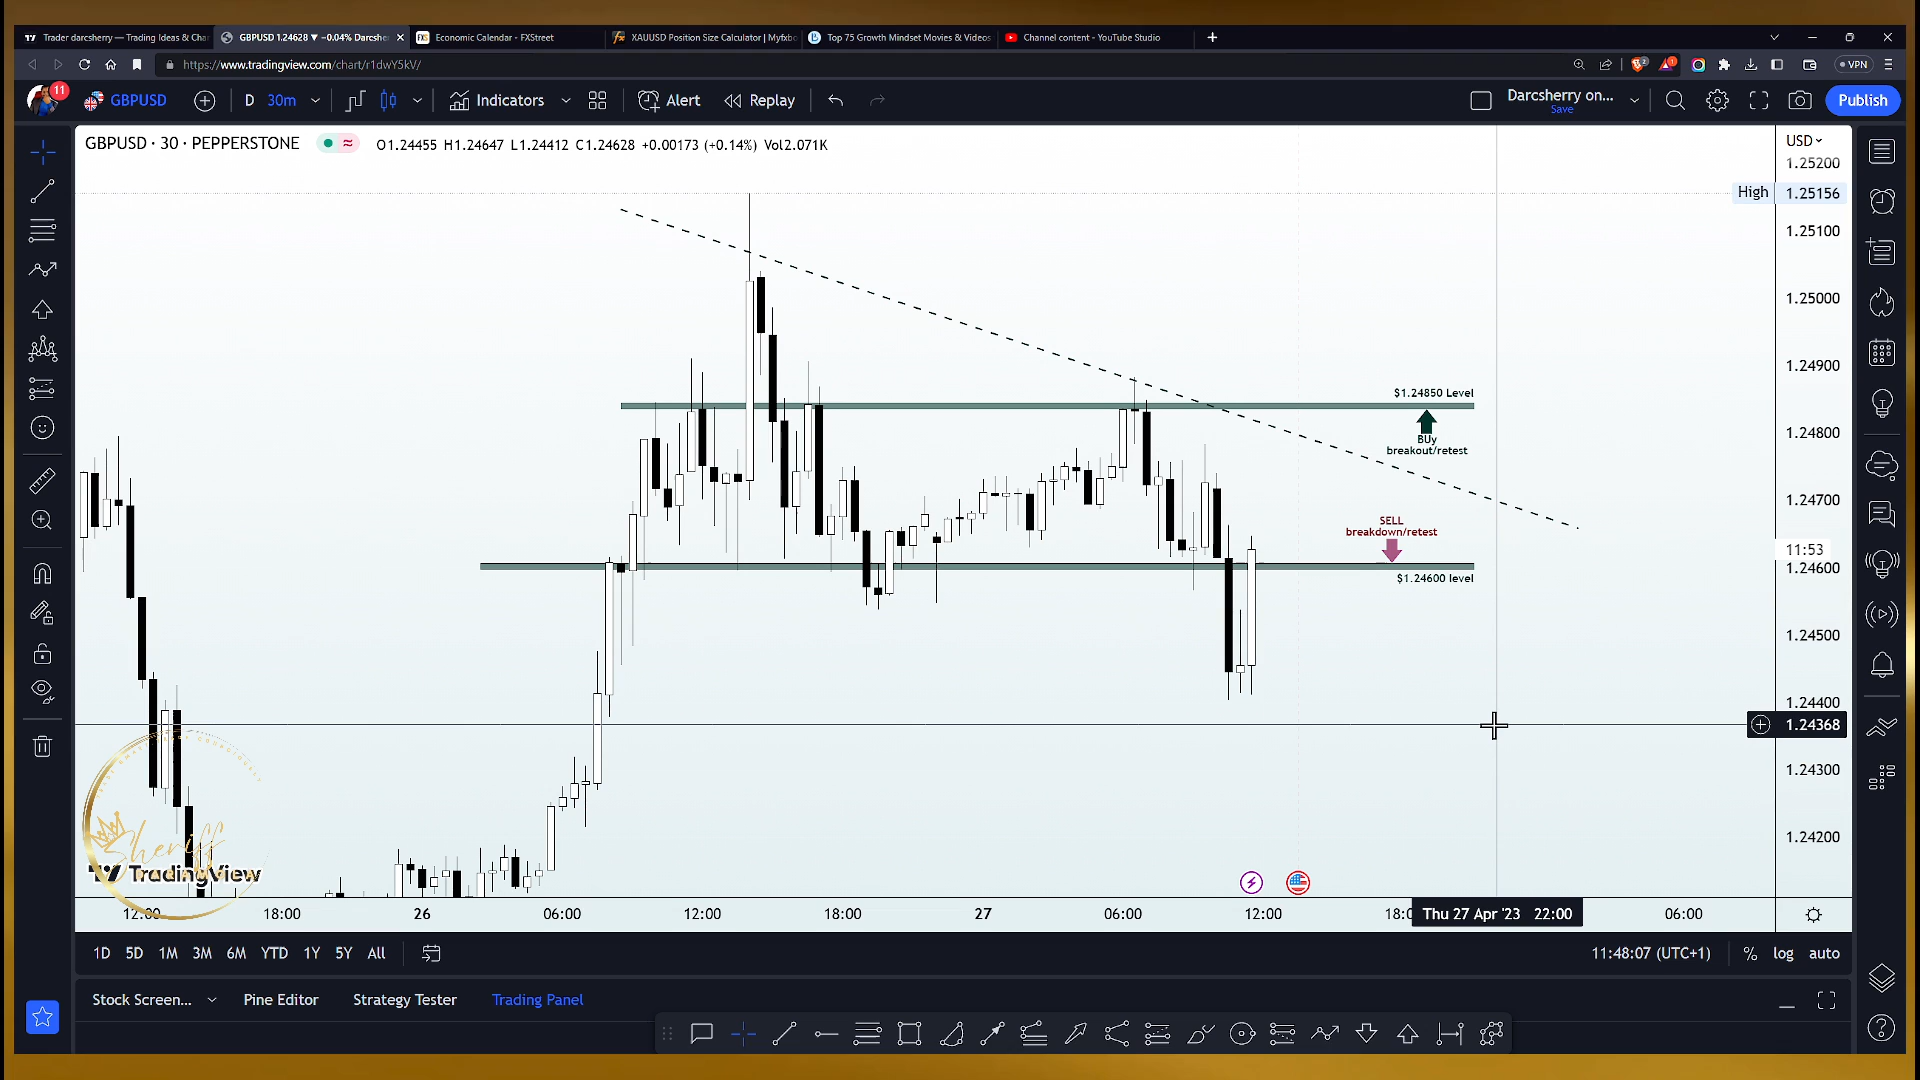 Trader darcsherry — Trading Ideas & Cha
GBPUSD 1.24628 ▼ −0.04% Darcshe
Economic Calendar - FXStreet
XAUUSD Position Size Calculator | Myfxbo
Top 75 Growth Mindset Movies & Videos
Channel content - YouTube Studio
https://www.tradingview.com/chart/r1dwY5kV/
VPN
11
GBPUSD
D
30m
Indicators
Alert
Replay
Darcsherry on...
Save
Publish
GBPUSD · 30 · PEPPERSTONE
O1.24455 H1.24647 L1.24412 C1.24628 +0.00173 (+0.14%) Vol2.071K
USD
1.25200
High 1.25156
1.25100
1.25000
1.24900
$1.24850 Level
BUy
breakout/retest
1.24800
1.24700
SELL
breakdown/retest
11:53
1.24600
$1.24600 level
1.24500
1.24400
1.24368
1.24300
1.24200
Sheriff
TradingView
12:00
18:00
26
06:00
12:00
18:00
27
06:00
12:00
18:0
Thu 27 Apr '23 22:00
06:00
1D 5D 1M 3M 6M YTD 1Y 5Y All
11:48:07 (UTC+1)
% log auto
Stock Screen...
Pine Editor
Strategy Tester
Trading Panel